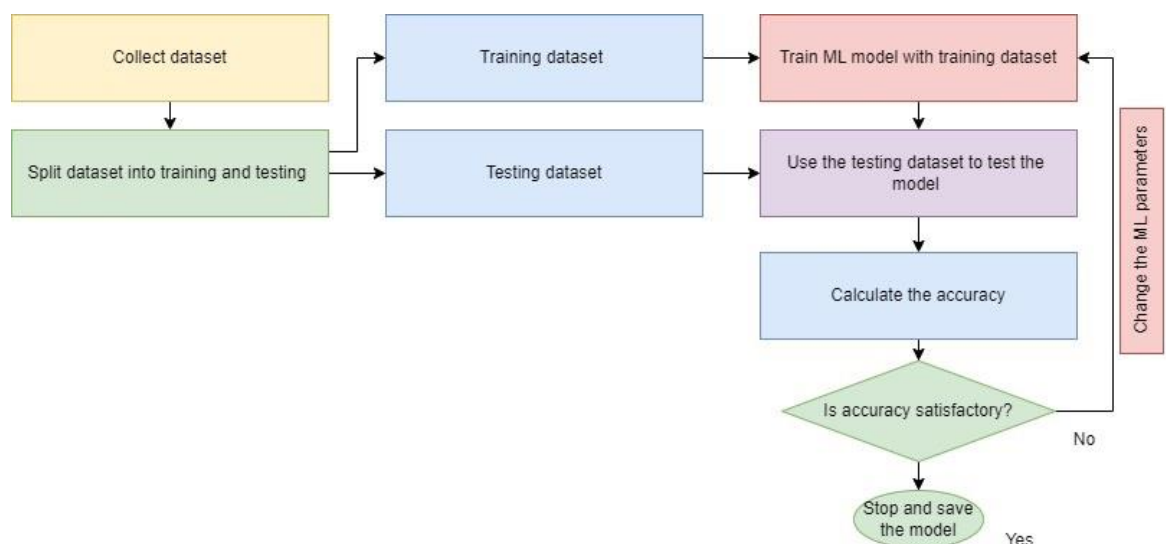 Collect dataset
Training dataset
Train ML model with training dataset
Split dataset into training and testing
Testing dataset
Use the testing dataset to test the
model
Change the ML parameters
Calculate the accuracy
Is accuracy satisfactory?
No
Stop and save
the model
Yes